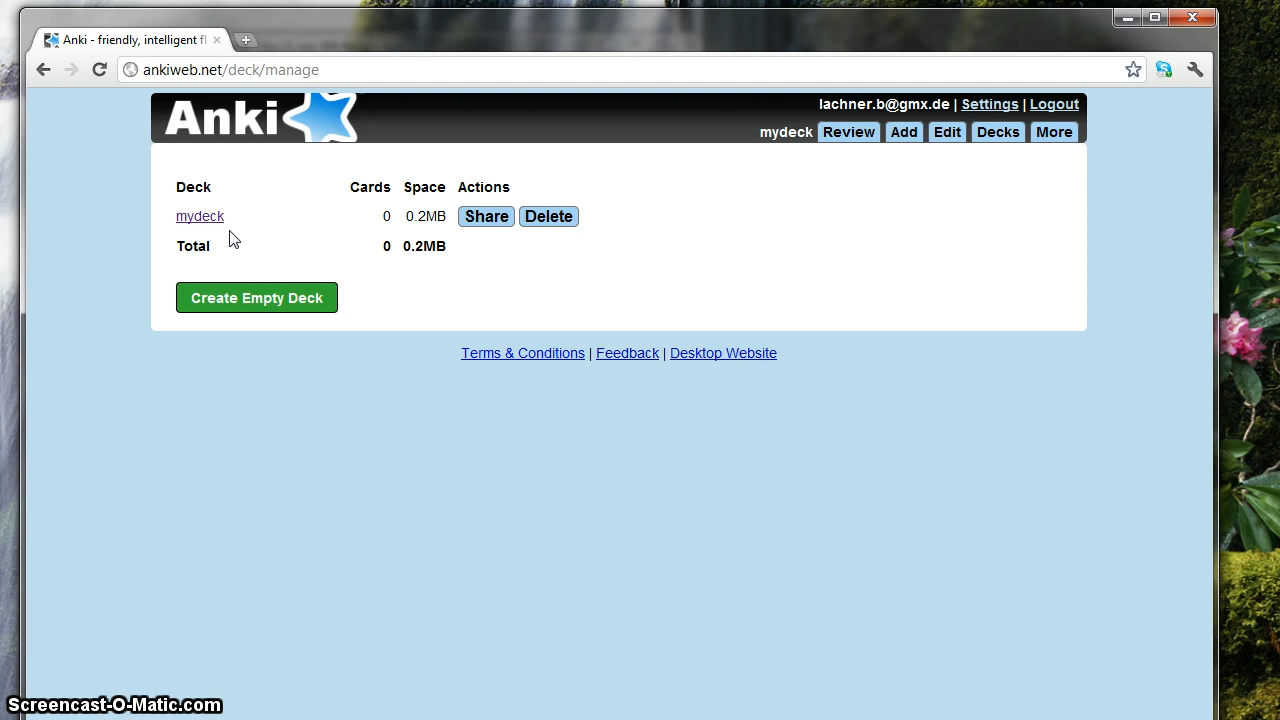 Anki - friendly, intelligent fl
ankiweb.net/deck/manage
Anki
lachner.b@gmx.de | Settings | Logout
mydeck Review Add Edit Decks More
Deck Cards Space Actions
mydeck 0 0.2MB Share Delete
Total 0 0.2MB
Create Empty Deck
Terms & Conditions | Feedback | Desktop Website
Screencast-O-Matic.com